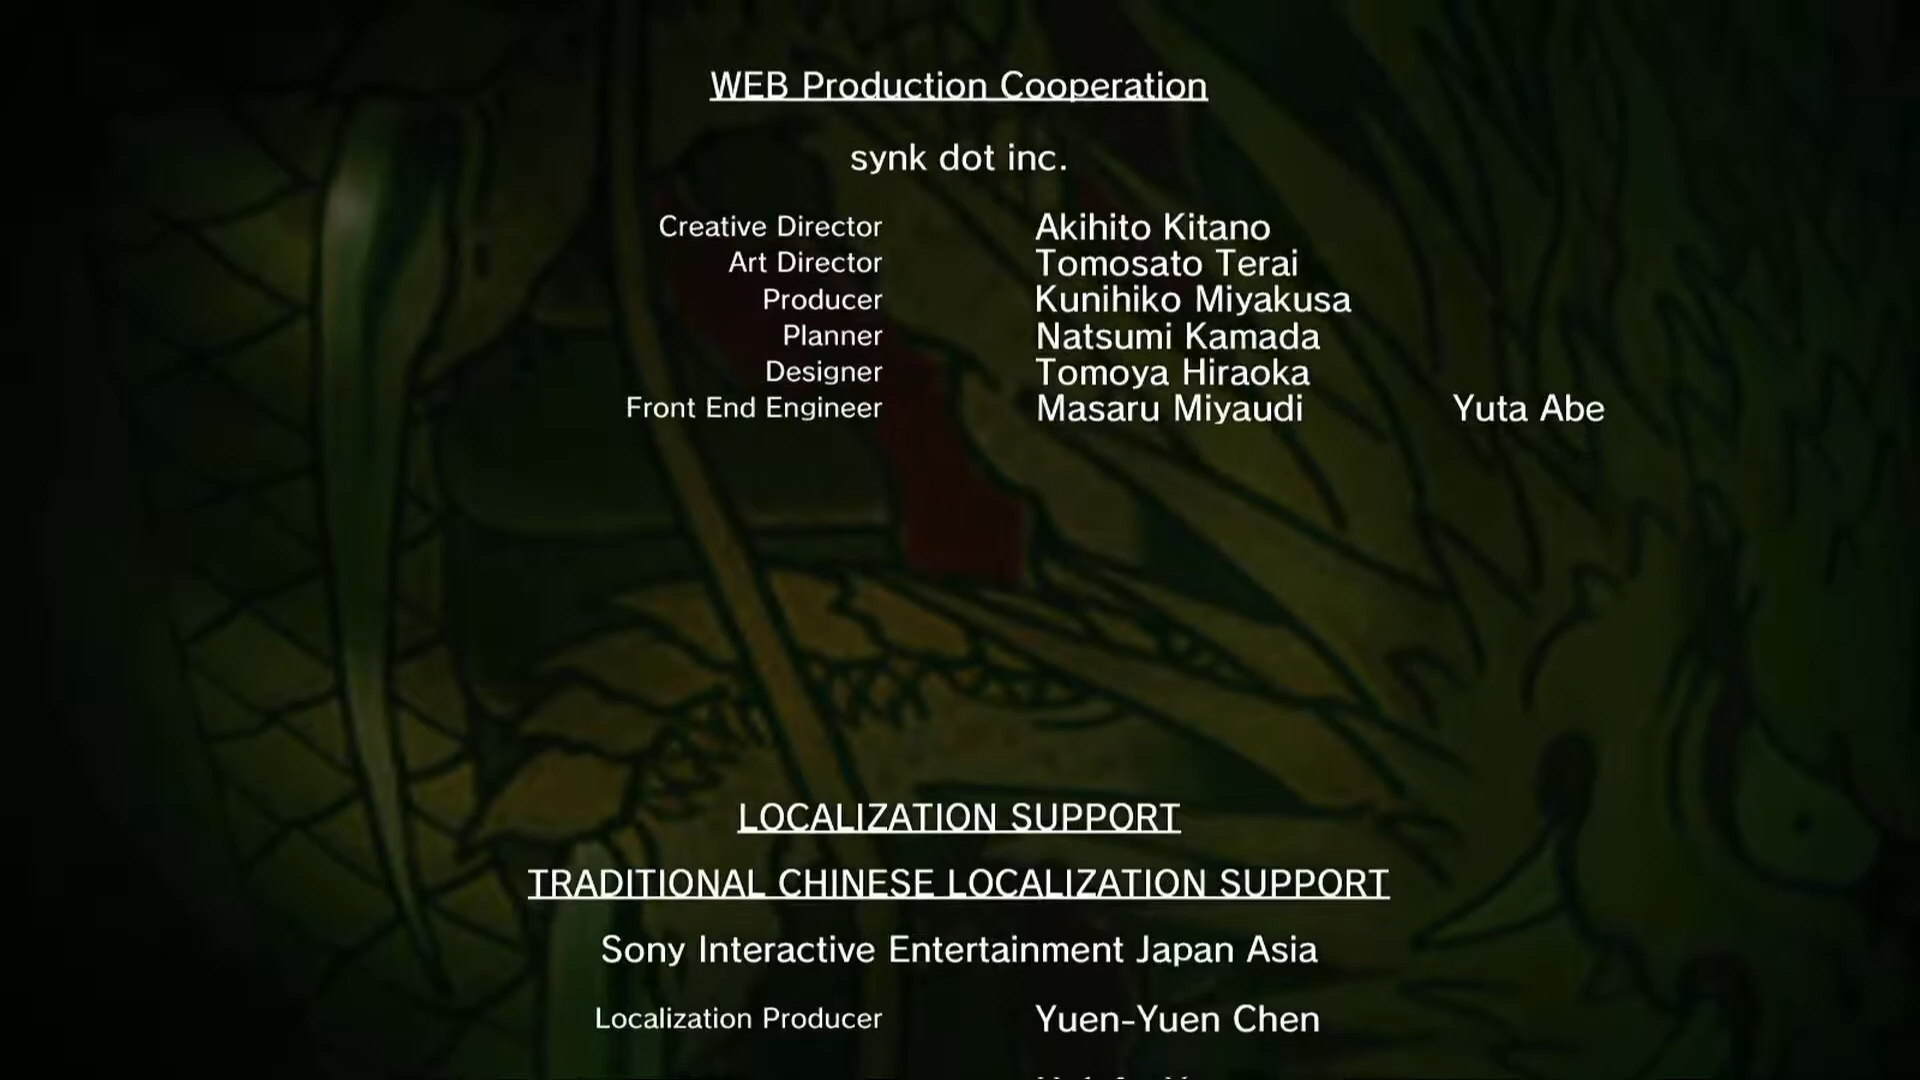 WEB Production Cooperation
synk dot inc.
Creative Director Akihito Kitano
Art Director Tomosato Terai
Producer Kunihiko Miyakusa
Planner Natsumi Kamada
Designer Tomoya Hiraoka
Front End Engineer Masaru Miyaudi Yuta Abe
LOCALIZATION SUPPORT
TRADITIONAL CHINESE LOCALIZATION SUPPORT
Sony Interactive Entertainment Japan Asia
Localization Producer Yuen-Yuen Chen